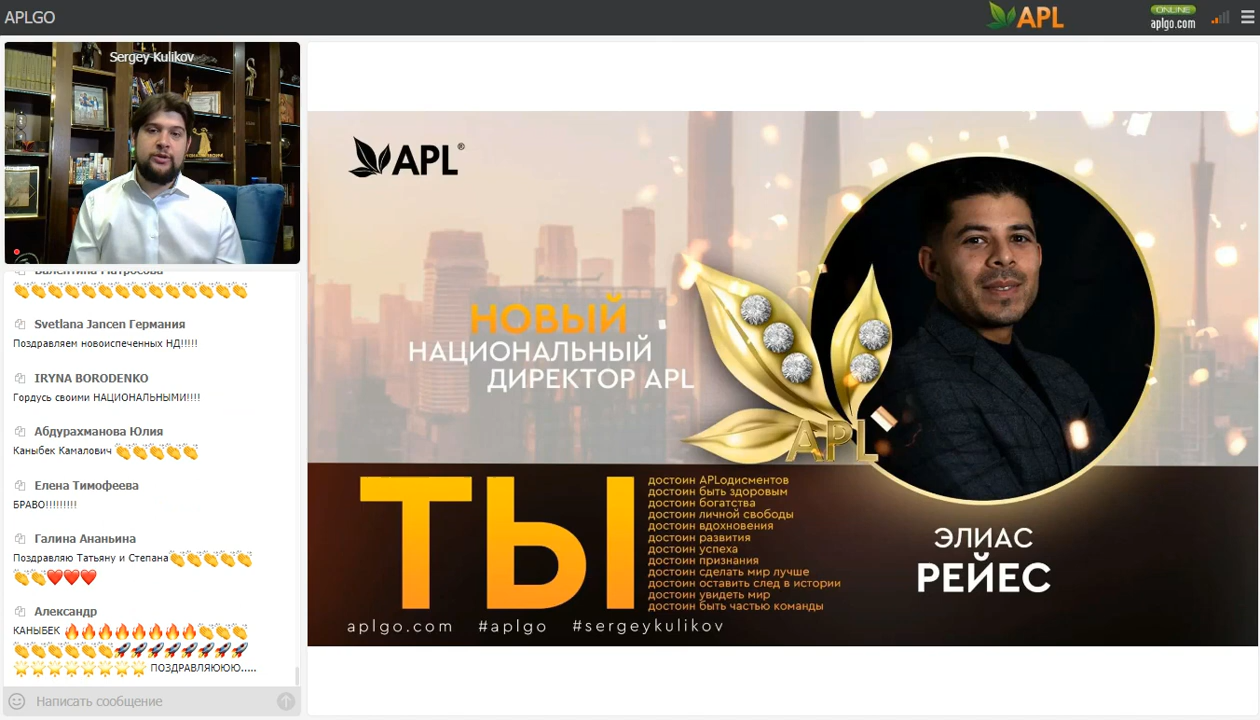 APLGO
APL
ONLINE
aplgo.com
Sergey Kulikov
Валентина Матросова
Svetlana Jancen Германия
Поздравляем новоиспеченных НД!!!!!
IRYNA BORODENKO
Гордусь своими НАЦИОНАЛЬНЫМИ!!!!
Абдурахманова Юлия
Каныбек Камалович 👏👏👏👏👏
Елена Тимофеева
БРАВО!!!!!!!!!
Галина Ананьина
Поздравляю Татьяну и Степана👏👏👏👏👏
👏👏❤️❤️❤️
Александр
КАНЫБЕК 🔥🔥🔥🔥🔥🔥🔥🔥👏👏👏
👏👏👏👏👏👏🚀🚀🚀🚀🚀🚀🚀🚀
🌟🌟🌟🌟🌟🌟🌟🌟 ПОЗДРАВЛЯЮЮЮ.....
Написать сообщение
APL®
НОВЫЙ
НАЦИОНАЛЬНЫЙ
ДИРЕКТОР APL
APL
ТЫ
достоин APLодисментов
достоин быть здоровым
достоин богатства
достоин личной свободы
достоин вдохновения
достоин развития
достоин успеха
достоин признания
достоин сделать мир лучше
достоин оставить след в истории
достоин увидеть мир
достоин быть частью команды
ЭЛИАС
РЕЙЕС
aplgo.com #aplgo #sergeykulikov